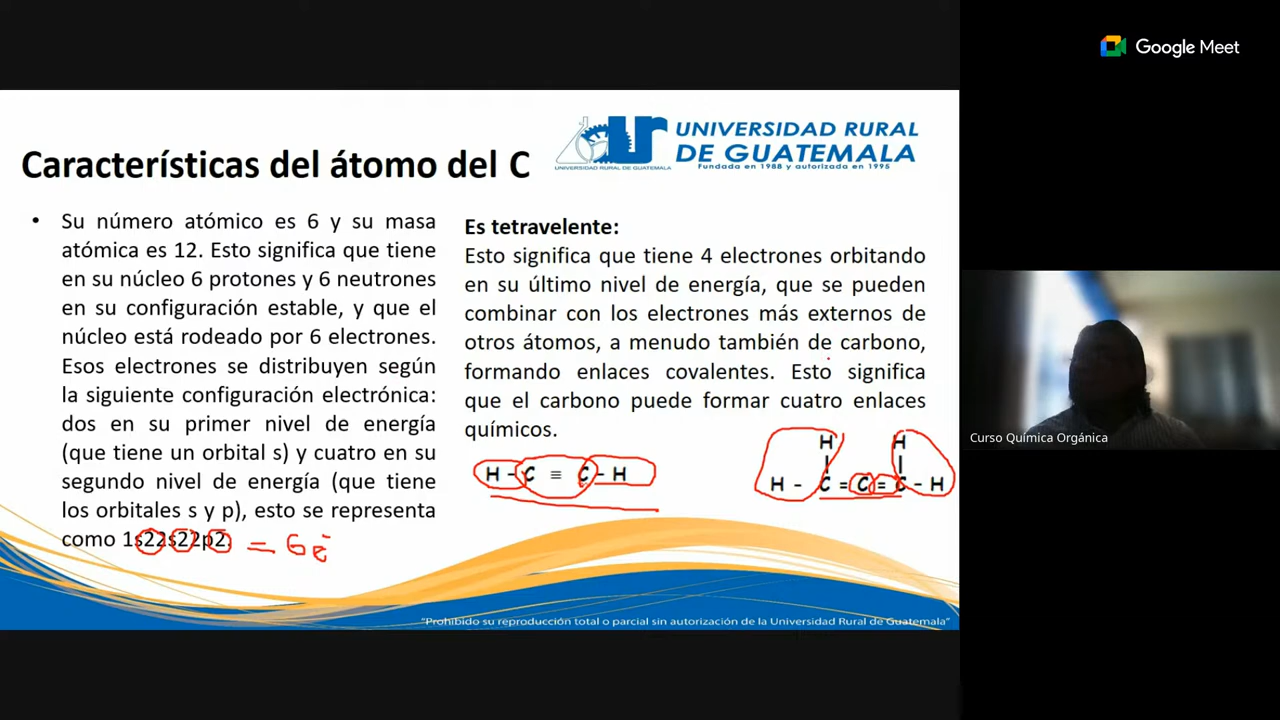 Google Meet
UNIVERSIDAD RURAL
DE GUATEMALA
Fundada en 1988 y autorizada en 1995
UNIVERSIDAD RURAL DE GUATEMALA
Características del átomo del C
• Su número atómico es 6 y su masa
atómica es 12. Esto significa que tiene
en su núcleo 6 protones y 6 neutrones
en su configuración estable, y que el
núcleo está rodeado por 6 electrones.
Esos electrones se distribuyen según
la siguiente configuración electrónica:
dos en su primer nivel de energía
(que tiene un orbital s) y cuatro en su
segundo nivel de energía (que tiene
los orbitales s y p), esto se representa
como 1s22s22p2. = 6e-
Es tetravelente:
Esto significa que tiene 4 electrones orbitando
en su último nivel de energía, que se pueden
combinar con los electrones más externos de
otros átomos, a menudo también de carbono,
formando enlaces covalentes. Esto significa
que el carbono puede formar cuatro enlaces
químicos.
H - C ≡ C - H
H H
H - C = C = C - H
Curso Química Orgánica
"Prohibido su reproducción total o parcial sin autorización de la Universidad Rural de Guatemala"